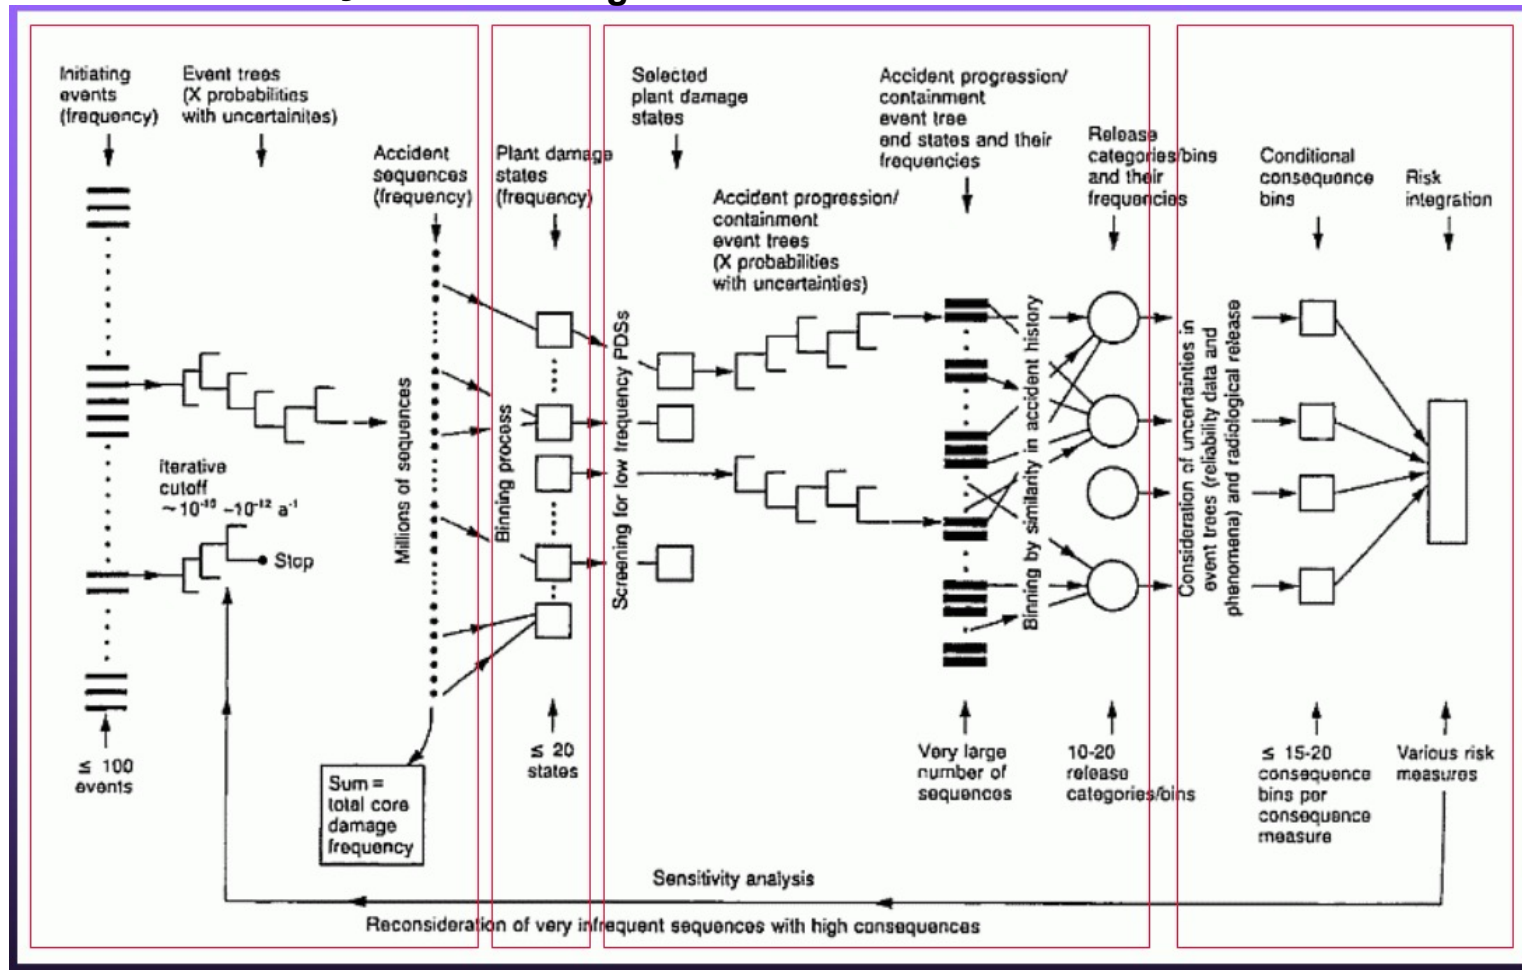 Initiating
events
(frequency)
Event trees
(X probabilities
with uncertainites)
Accident
sequences
(frequency)
Plant damage
states
(frequency)
Selected
plant damage
states
Accident progression/
containment
event trees
(X probabilities
with uncertainties)
Accident progression/
containment
event tree
end states and their
frequencies
Release
categories/bins
and their
frequencies
Conditional
consequence
bins
Risk
integration
iterative
cutoff
~10⁻¹⁰ –10⁻¹² a⁻¹
Stop
Millions of sequences
Binning process
Screening for low frequency PDSs
Binning by similarity in accident history
Consideration of uncertainties in
event trees (reliability data and
phenomena) and radiological release
≤ 100
events
Sum =
total core
damage
frequency
≤ 20
states
Very large
number of
sequences
10-20
release
categories/bins
≤ 15-20
consequence
bins per
consequence
measure
Various risk
measures
Sensitivity analysis
Reconsideration of very infrequent sequences with high consequences